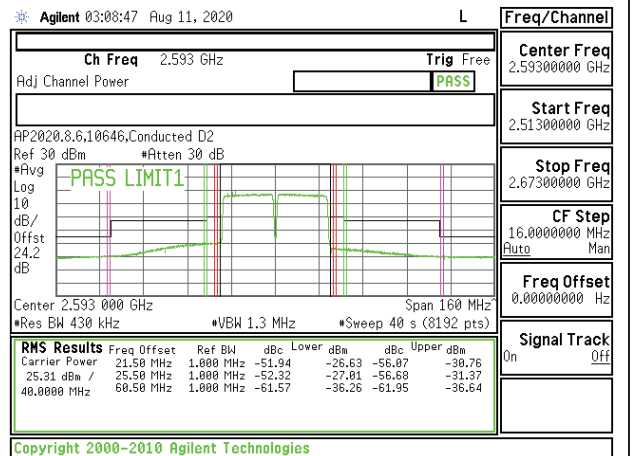 Agilent 03:08:47 Aug 11, 2020 L Freq/Channel
Ch Freq 2.593 GHz Trig Free
Adj Channel Power PASS
Center Freq
2.59300000 GHz
Start Freq
2.51300000 GHz
AP2020.8.6,10646,Conducted D2
Ref 30 dBm #Atten 30 dB
#Avg
Log
10
dB/
Offst
24.2
dB
PASS LIMIT1
Stop Freq
2.67300000 GHz
CF Step
16.0000000 MHz
Auto Man
Freq Offset
0.00000000 Hz
Center 2.593 000 GHz Span 160 MHz^
#Res BW 430 kHz #VBW 1.3 MHz #Sweep 40 s (8192 pts)
Signal Track
On Off
RMS Results Freq Offset Ref BW dBc Lower dBm dBc Upper dBm
Carrier Power 21.50 MHz 1.000 MHz -51.94 -26.63 -56.07 -30.76
25.31 dBm / 25.50 MHz 1.000 MHz -52.32 -27.01 -56.68 -31.37
40.0000 MHz 60.50 MHz 1.000 MHz -61.57 -36.26 -61.95 -36.64
Copyright 2000-2010 Agilent Technologies